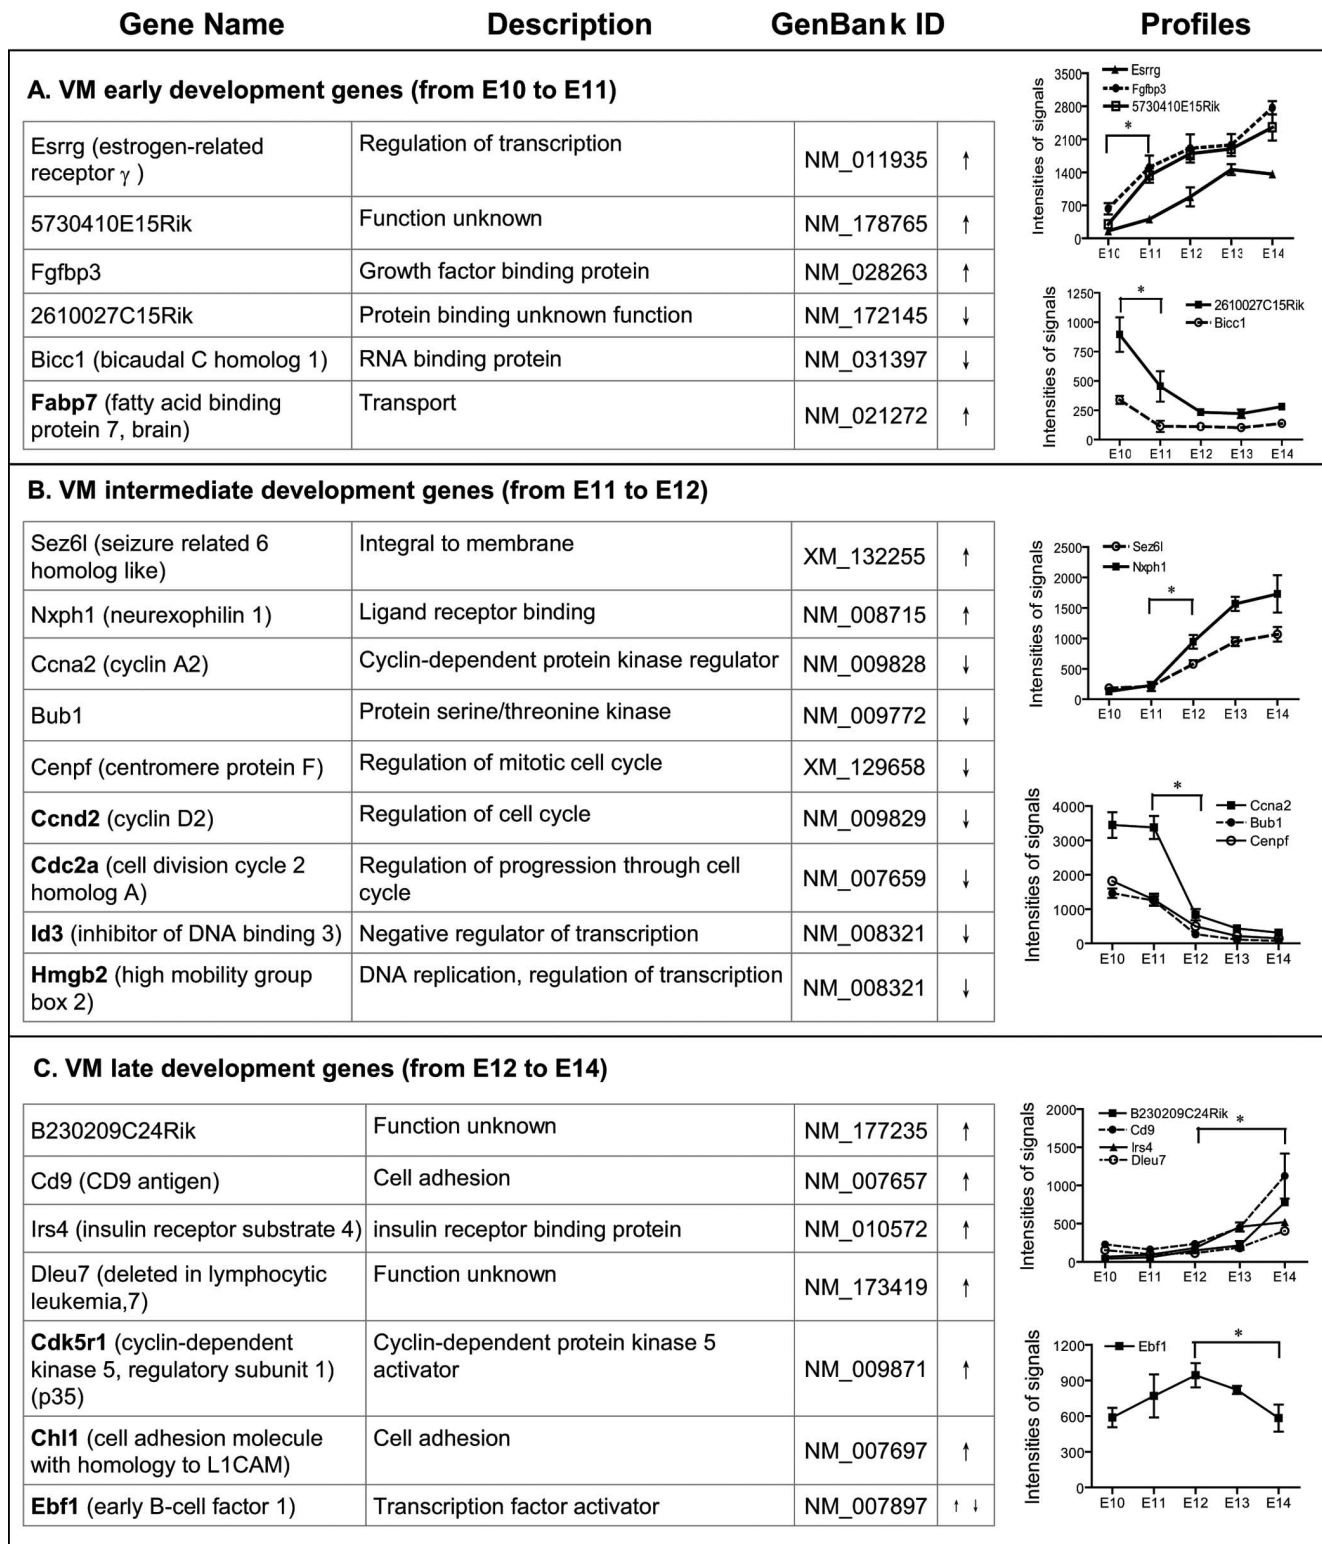 Gene Name Description GenBank ID Profiles
A. VM early development genes (from E10 to E11)
Esrrg (estrogen-related
receptor γ )
Regulation of transcription
NM_011935 ↑
5730410E15Rik Function unknown NM_178765 ↑
Fgfbp3 Growth factor binding protein NM_028263 ↑
2610027C15Rik Protein binding unknown function NM_172145 ↓
Bicc1 (bicaudal C homolog 1) RNA binding protein NM_031397 ↓
Fabp7 (fatty acid binding
protein 7, brain)
Transport
NM_021272 ↑
Intensities of signals
3500
2800
2100
1400
700
0
Esrrg
Fgfbp3
5730410E15Rik
*
E10 E11 E12 E13 E14
Intensities of signals
1250
1000
750
500
250
0
*
2610027C15Rik
Bicc1
E10 E11 E12 E13 E14
B. VM intermediate development genes (from E11 to E12)
Sez6l (seizure related 6
homolog like)
Integral to membrane
XM_132255 ↑
Nxph1 (neurexophilin 1) Ligand receptor binding NM_008715 ↑
Ccna2 (cyclin A2) Cyclin-dependent protein kinase regulator NM_009828 ↓
Bub1 Protein serine/threonine kinase NM_009772 ↓
Cenpf (centromere protein F) Regulation of mitotic cell cycle XM_129658 ↓
Ccnd2 (cyclin D2) Regulation of cell cycle NM_009829 ↓
Cdc2a (cell division cycle 2
homolog A)
Regulation of progression through cell
cycle
NM_007659 ↓
Id3 (inhibitor of DNA binding 3) Negative regulator of transcription NM_008321 ↓
Hmgb2 (high mobility group
box 2)
DNA replication, regulation of transcription
NM_008321 ↓
Intensities of signals
2500
2000
1500
1000
500
0
Sez6l
Nxph1
*
E10 E11 E12 E13 E14
Intensities of signals
4000
3000
2000
1000
0
*
Ccna2
Bub1
Cenpf
E10 E11 E12 E13 E14
C. VM late development genes (from E12 to E14)
B230209C24Rik Function unknown NM_177235 ↑
Cd9 (CD9 antigen) Cell adhesion NM_007657 ↑
Irs4 (insulin receptor substrate 4) insulin receptor binding protein NM_010572 ↑
Dleu7 (deleted in lymphocytic
leukemia,7)
Function unknown
NM_173419 ↑
Cdk5r1 (cyclin-dependent
kinase 5, regulatory subunit 1)
(p35)
Cyclin-dependent protein kinase 5
activator
NM_009871 ↑
Chl1 (cell adhesion molecule
with homology to L1CAM)
Cell adhesion
NM_007697 ↑
Ebf1 (early B-cell factor 1) Transcription factor activator NM_007897 ↑ ↓
Intensities of signals
2000
1500
1000
500
0
B230209C24Rik
Cd9
Irs4
Dleu7
*
E10 E11 E12 E13 E14
Intensities of signals
1200
900
600
300
0
Ebf1
*
E10 E11 E12 E13 E14